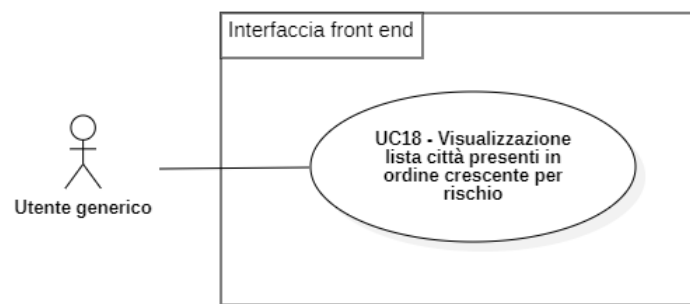 Interfaccia front end
UC18 - Visualizzazione
lista città presenti in
ordine crescente per
rischio
Utente generico